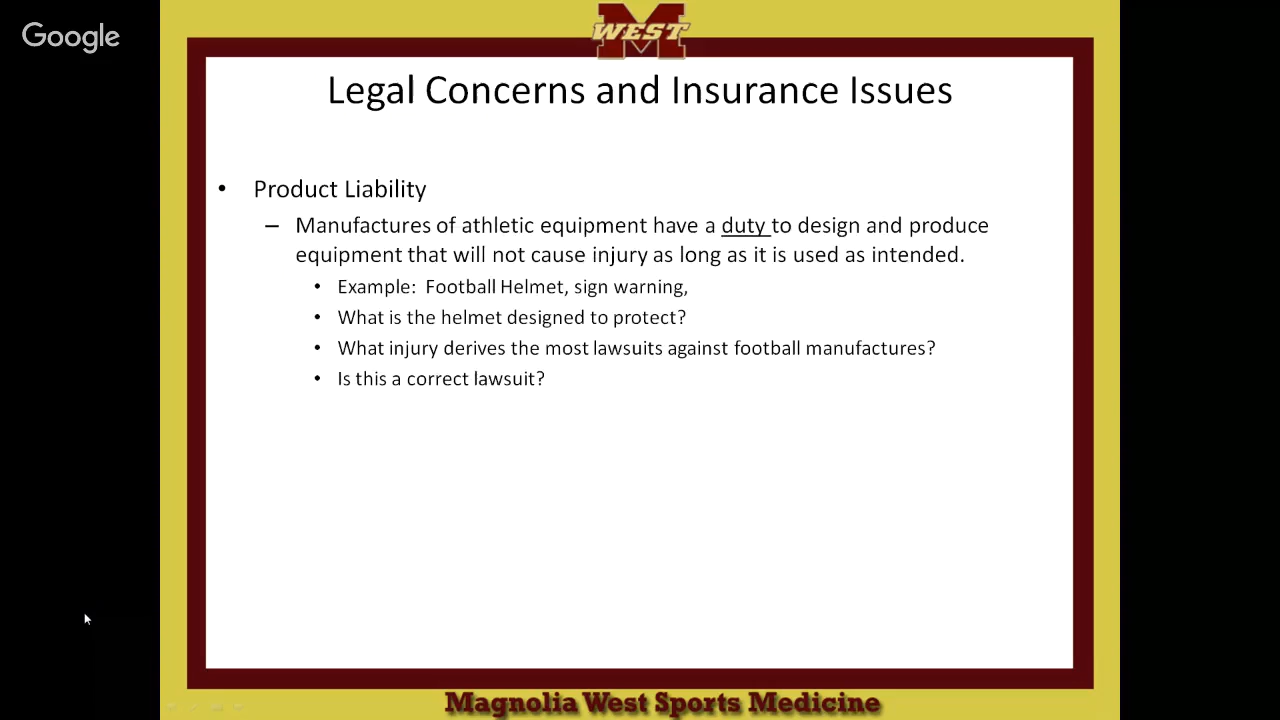 Google
M
WEST
Legal Concerns and Insurance Issues
• Product Liability
– Manufactures of athletic equipment have a duty to design and produce
equipment that will not cause injury as long as it is used as intended.
• Example:  Football Helmet, sign warning,
• What is the helmet designed to protect?
• What injury derives the most lawsuits against football manufactures?
• Is this a correct lawsuit?
Magnolia West Sports Medicine